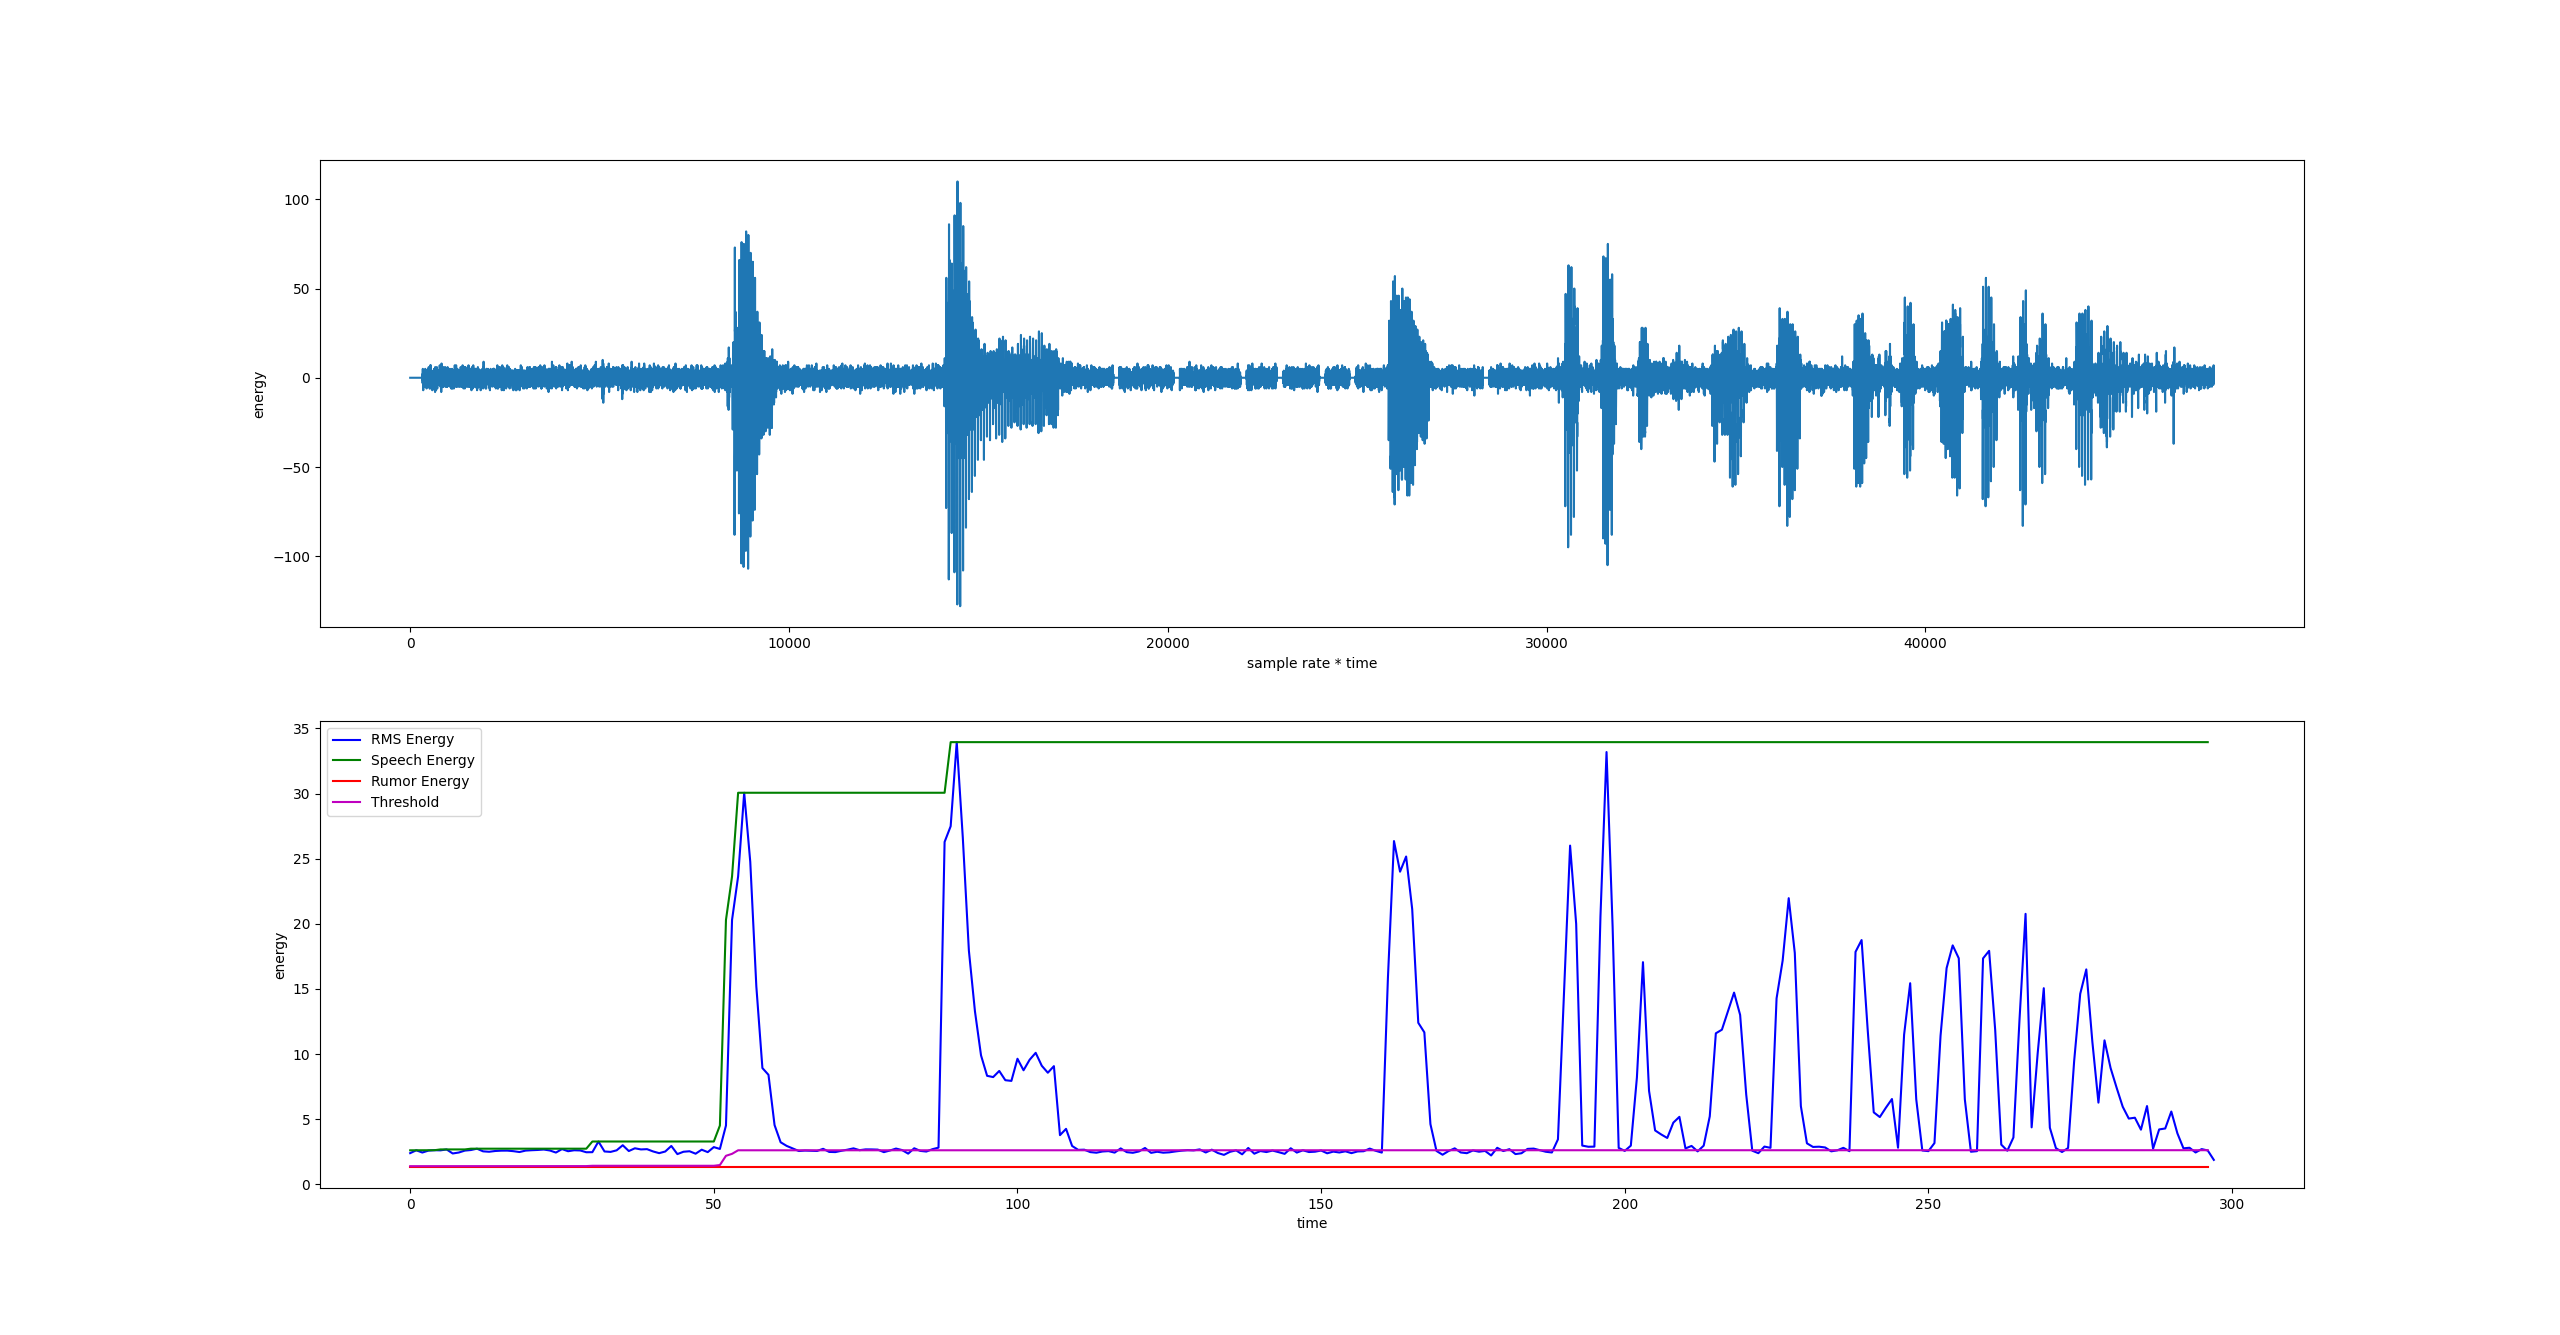 100
50
0
−50
−100
energy
0 10000 20000 30000 40000
sample rate * time
35
30
25
20
15
10
5
0
energy
RMS Energy
Speech Energy
Rumor Energy
Threshold
0 50 100 150 200 250 300
time